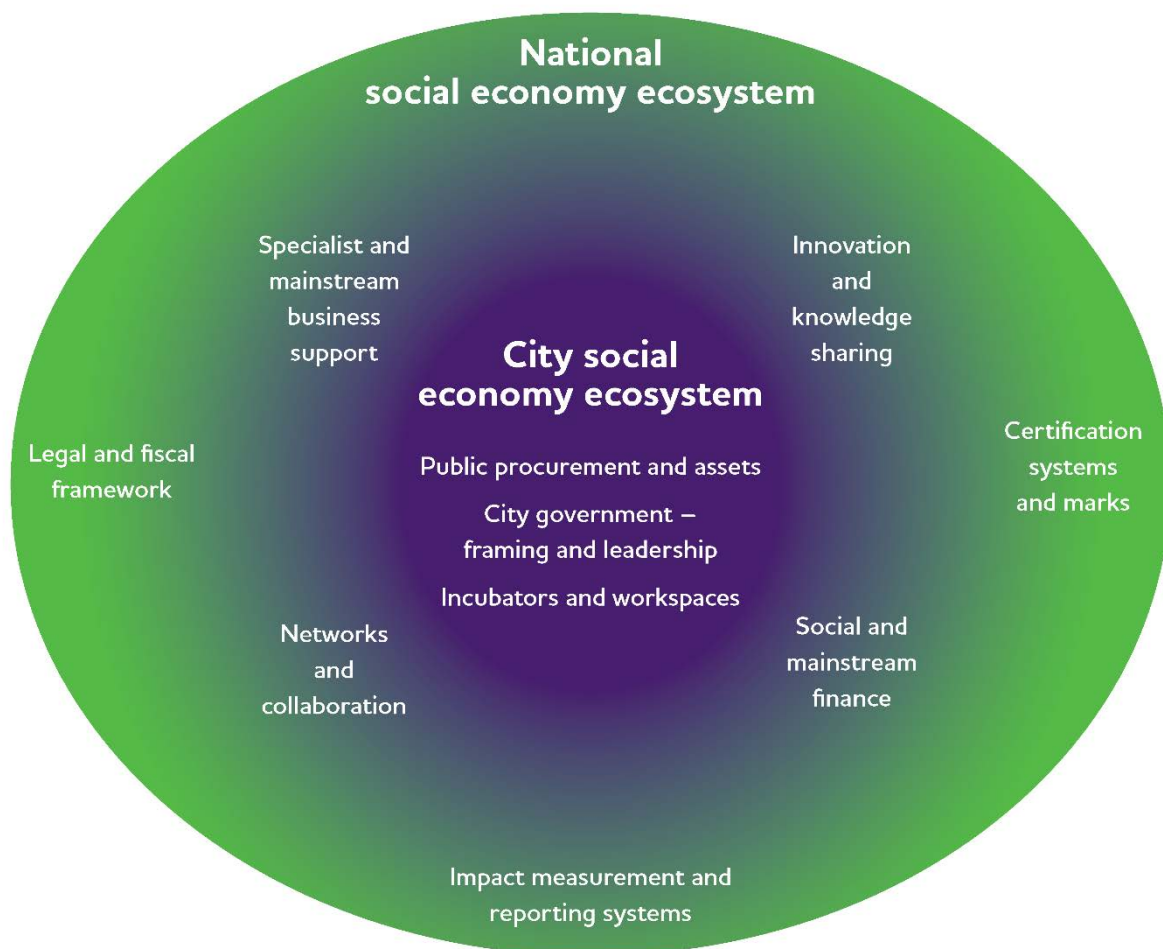 National
social economy ecosystem
Specialist and
mainstream
business
support
Innovation
and
knowledge
sharing
City social
economy ecosystem
Legal and fiscal
framework
Public procurement and assets
City government –
framing and leadership
Incubators and workspaces
Certification
systems
and marks
Networks
and
collaboration
Social and
mainstream
finance
Impact measurement and
reporting systems